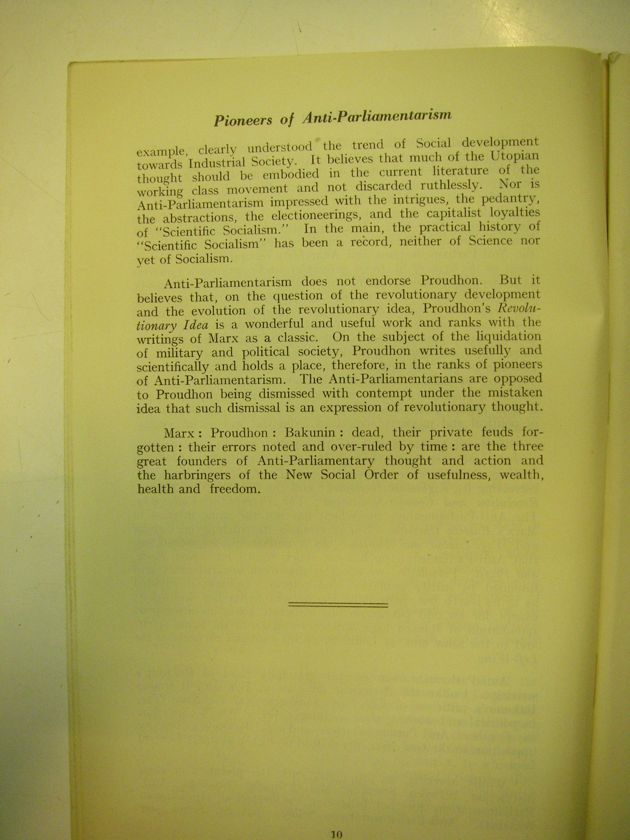 Pioneers of Anti-Parliamentarism
example, clearly understood the trend of Social development
towards Industrial Society. It believes that much of the Utopian
thought should be embodied in the current literature of the
working class movement and not discarded ruthlessly. Nor is
Anti-Parliamentarism impressed with the intrigues, the pedantry,
the abstractions, the electioneerings, and the capitalist loyalties
of "Scientific Socialism." In the main, the practical history of
"Scientific Socialism" has been a record, neither of Science nor
yet of Socialism.
Anti-Parliamentarism does not endorse Proudhon. But it
believes that, on the question of the revolutionary development
and the evolution of the revolutionary idea, Proudhon's Revolu-
tionary Idea is a wonderful and useful work and ranks with the
writings of Marx as a classic. On the subject of the liquidation
of military and political society, Proudhon writes usefully and
scientifically and holds a place, therefore, in the ranks of pioneers
of Anti-Parliamentarism. The Anti-Parliamentarians are opposed
to Proudhon being dismissed with contempt under the mistaken
idea that such dismissal is an expression of revolutionary thought.
Marx : Proudhon : Bakunin : dead, their private feuds for-
gotten : their errors noted and over-ruled by time : are the three
great founders of Anti-Parliamentary thought and action and
the harbringers of the New Social Order of usefulness, wealth,
health and freedom.
10